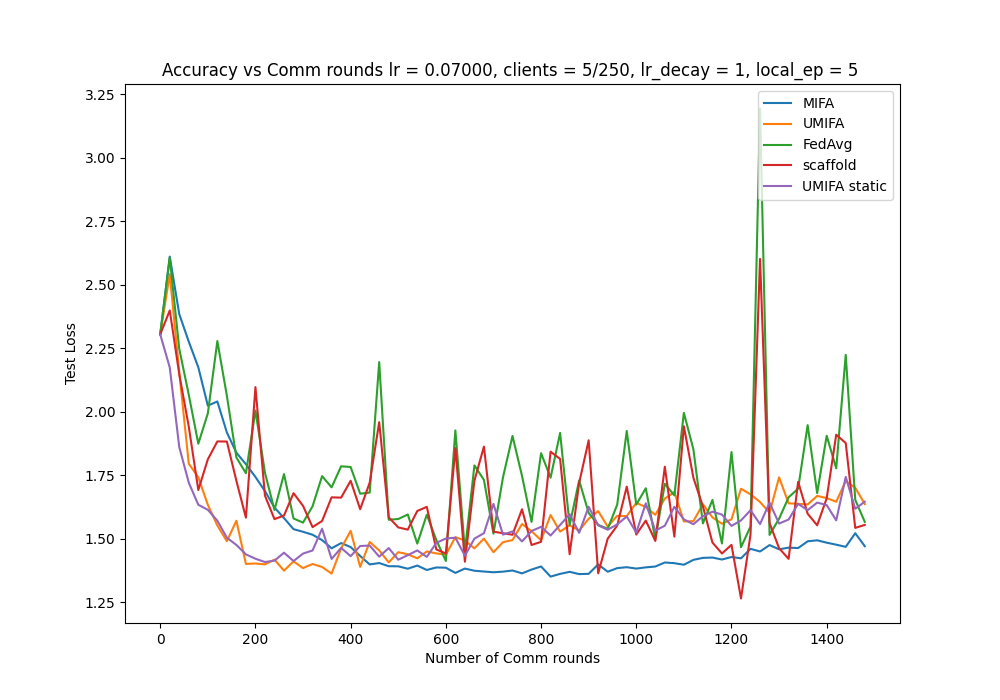 Accuracy vs Comm rounds lr = 0.07000, clients = 5/250, lr_decay = 1, local_ep = 5
3.25
3.00
2.75
2.50
2.25
2.00
1.75
1.50
1.25
Test Loss
MIFA
UMIFA
FedAvg
scaffold
UMIFA static
0 200 400 600 800 1000 1200 1400
Number of Comm rounds